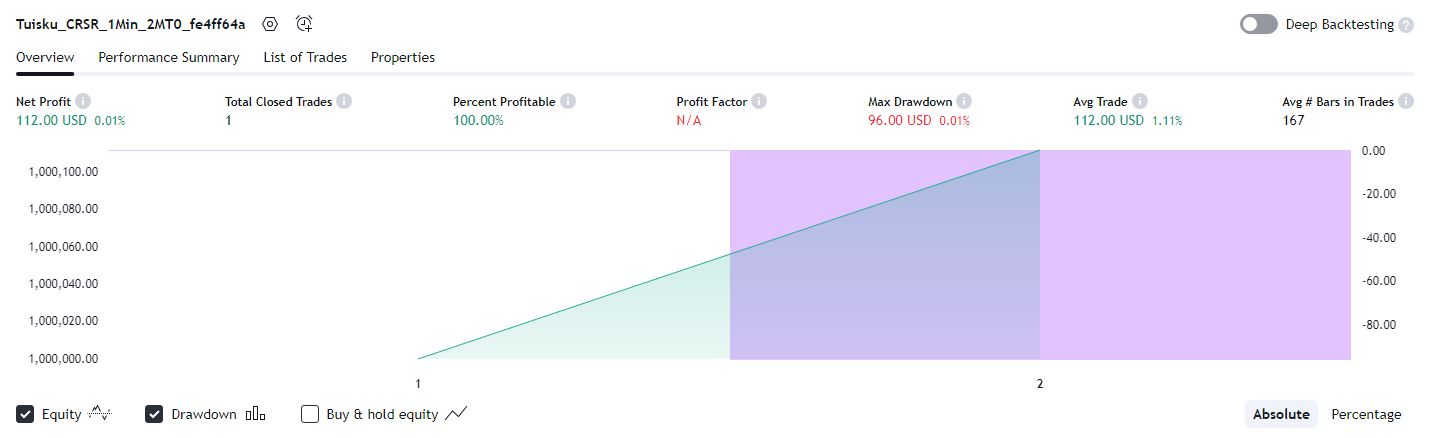 Tuisku_CRSR_1Min_2MT0_fe4ff64a
Deep Backtesting ?
Overview Performance Summary List of Trades Properties
Net Profit Total Closed Trades Percent Profitable Profit Factor Max Drawdown Avg Trade Avg # Bars in Trades
112.00 USD 0.01% 1 100.00% N/A 96.00 USD 0.01% 112.00 USD 1.11% 167
0.00
1,000,100.00
-20.00
1,000,080.00
-40.00
1,000,060.00
-60.00
1,000,040.00
1,000,020.00
-80.00
1,000,000.00
1 2
Equity Drawdown Buy & hold equity Absolute Percentage